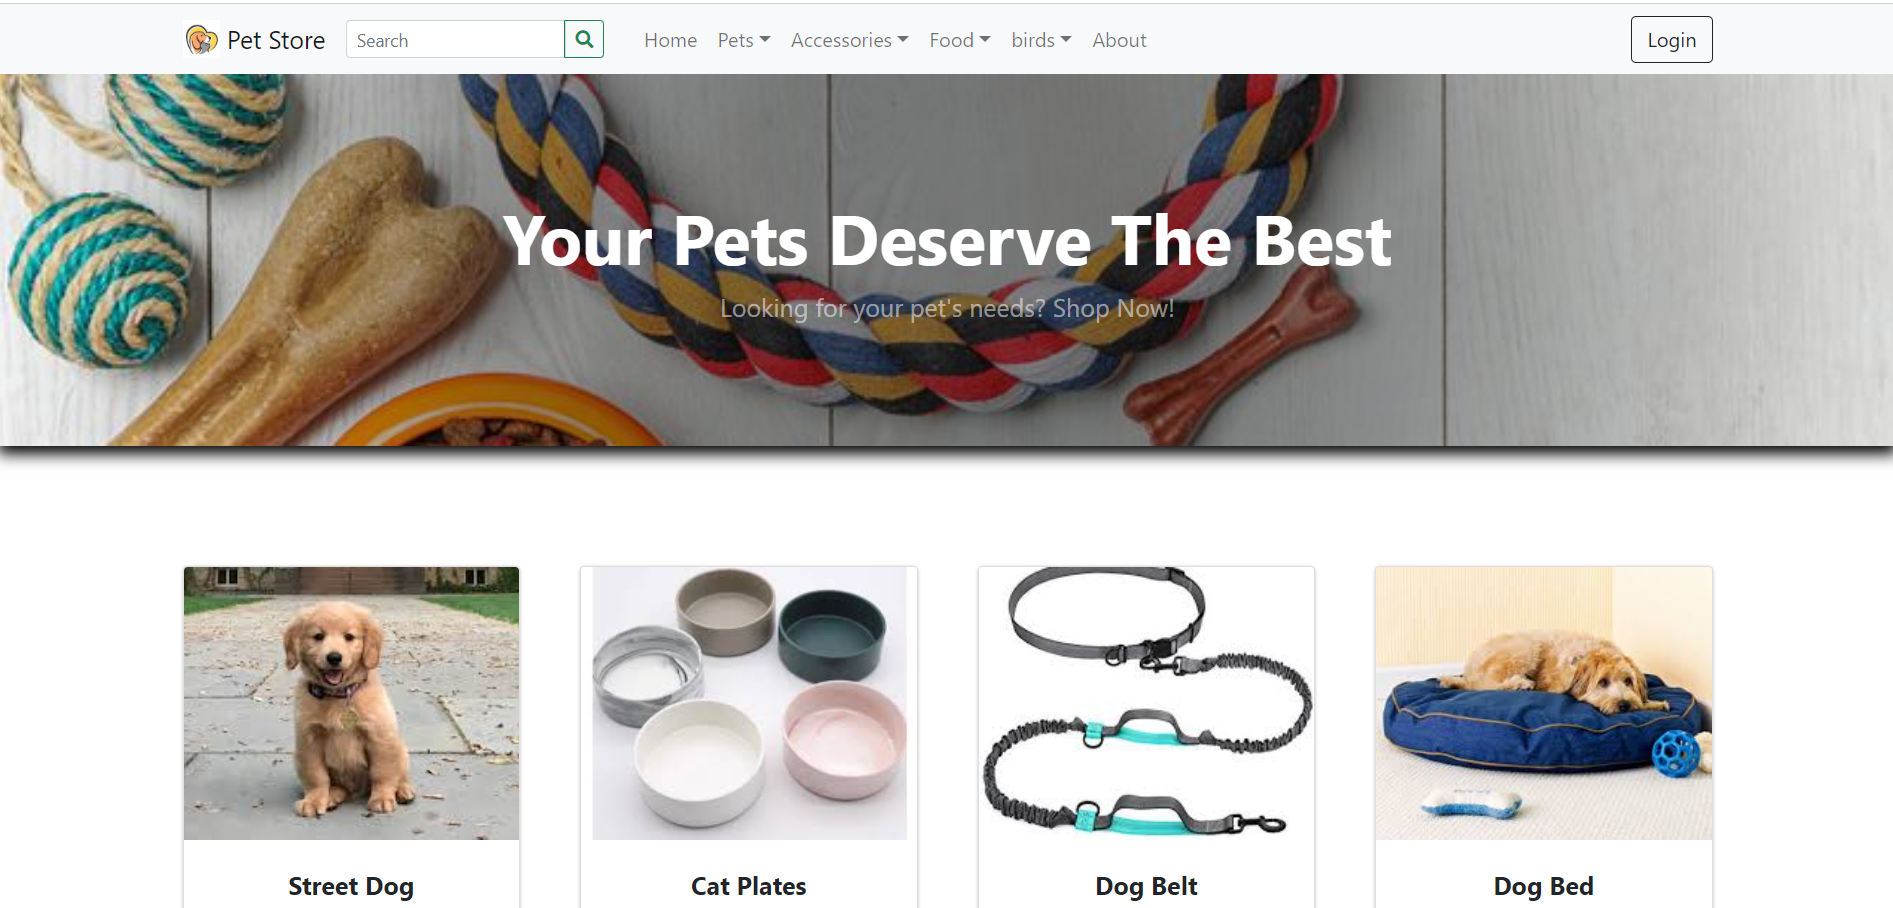 Pet Store
Search
Home Pets Accessories Food birds About
Login
Your Pets Deserve The Best
Looking for your pet's needs? Shop Now!
Street Dog
Cat Plates
Dog Belt
Dog Bed